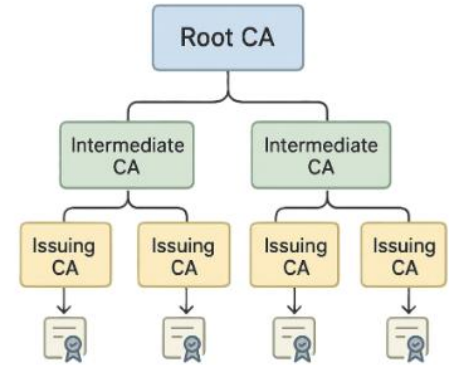 Root CA
Intermediate
CA
Intermediate
CA
Issuing
CA
Issuing
CA
Issuing
CA
Issuing
CA